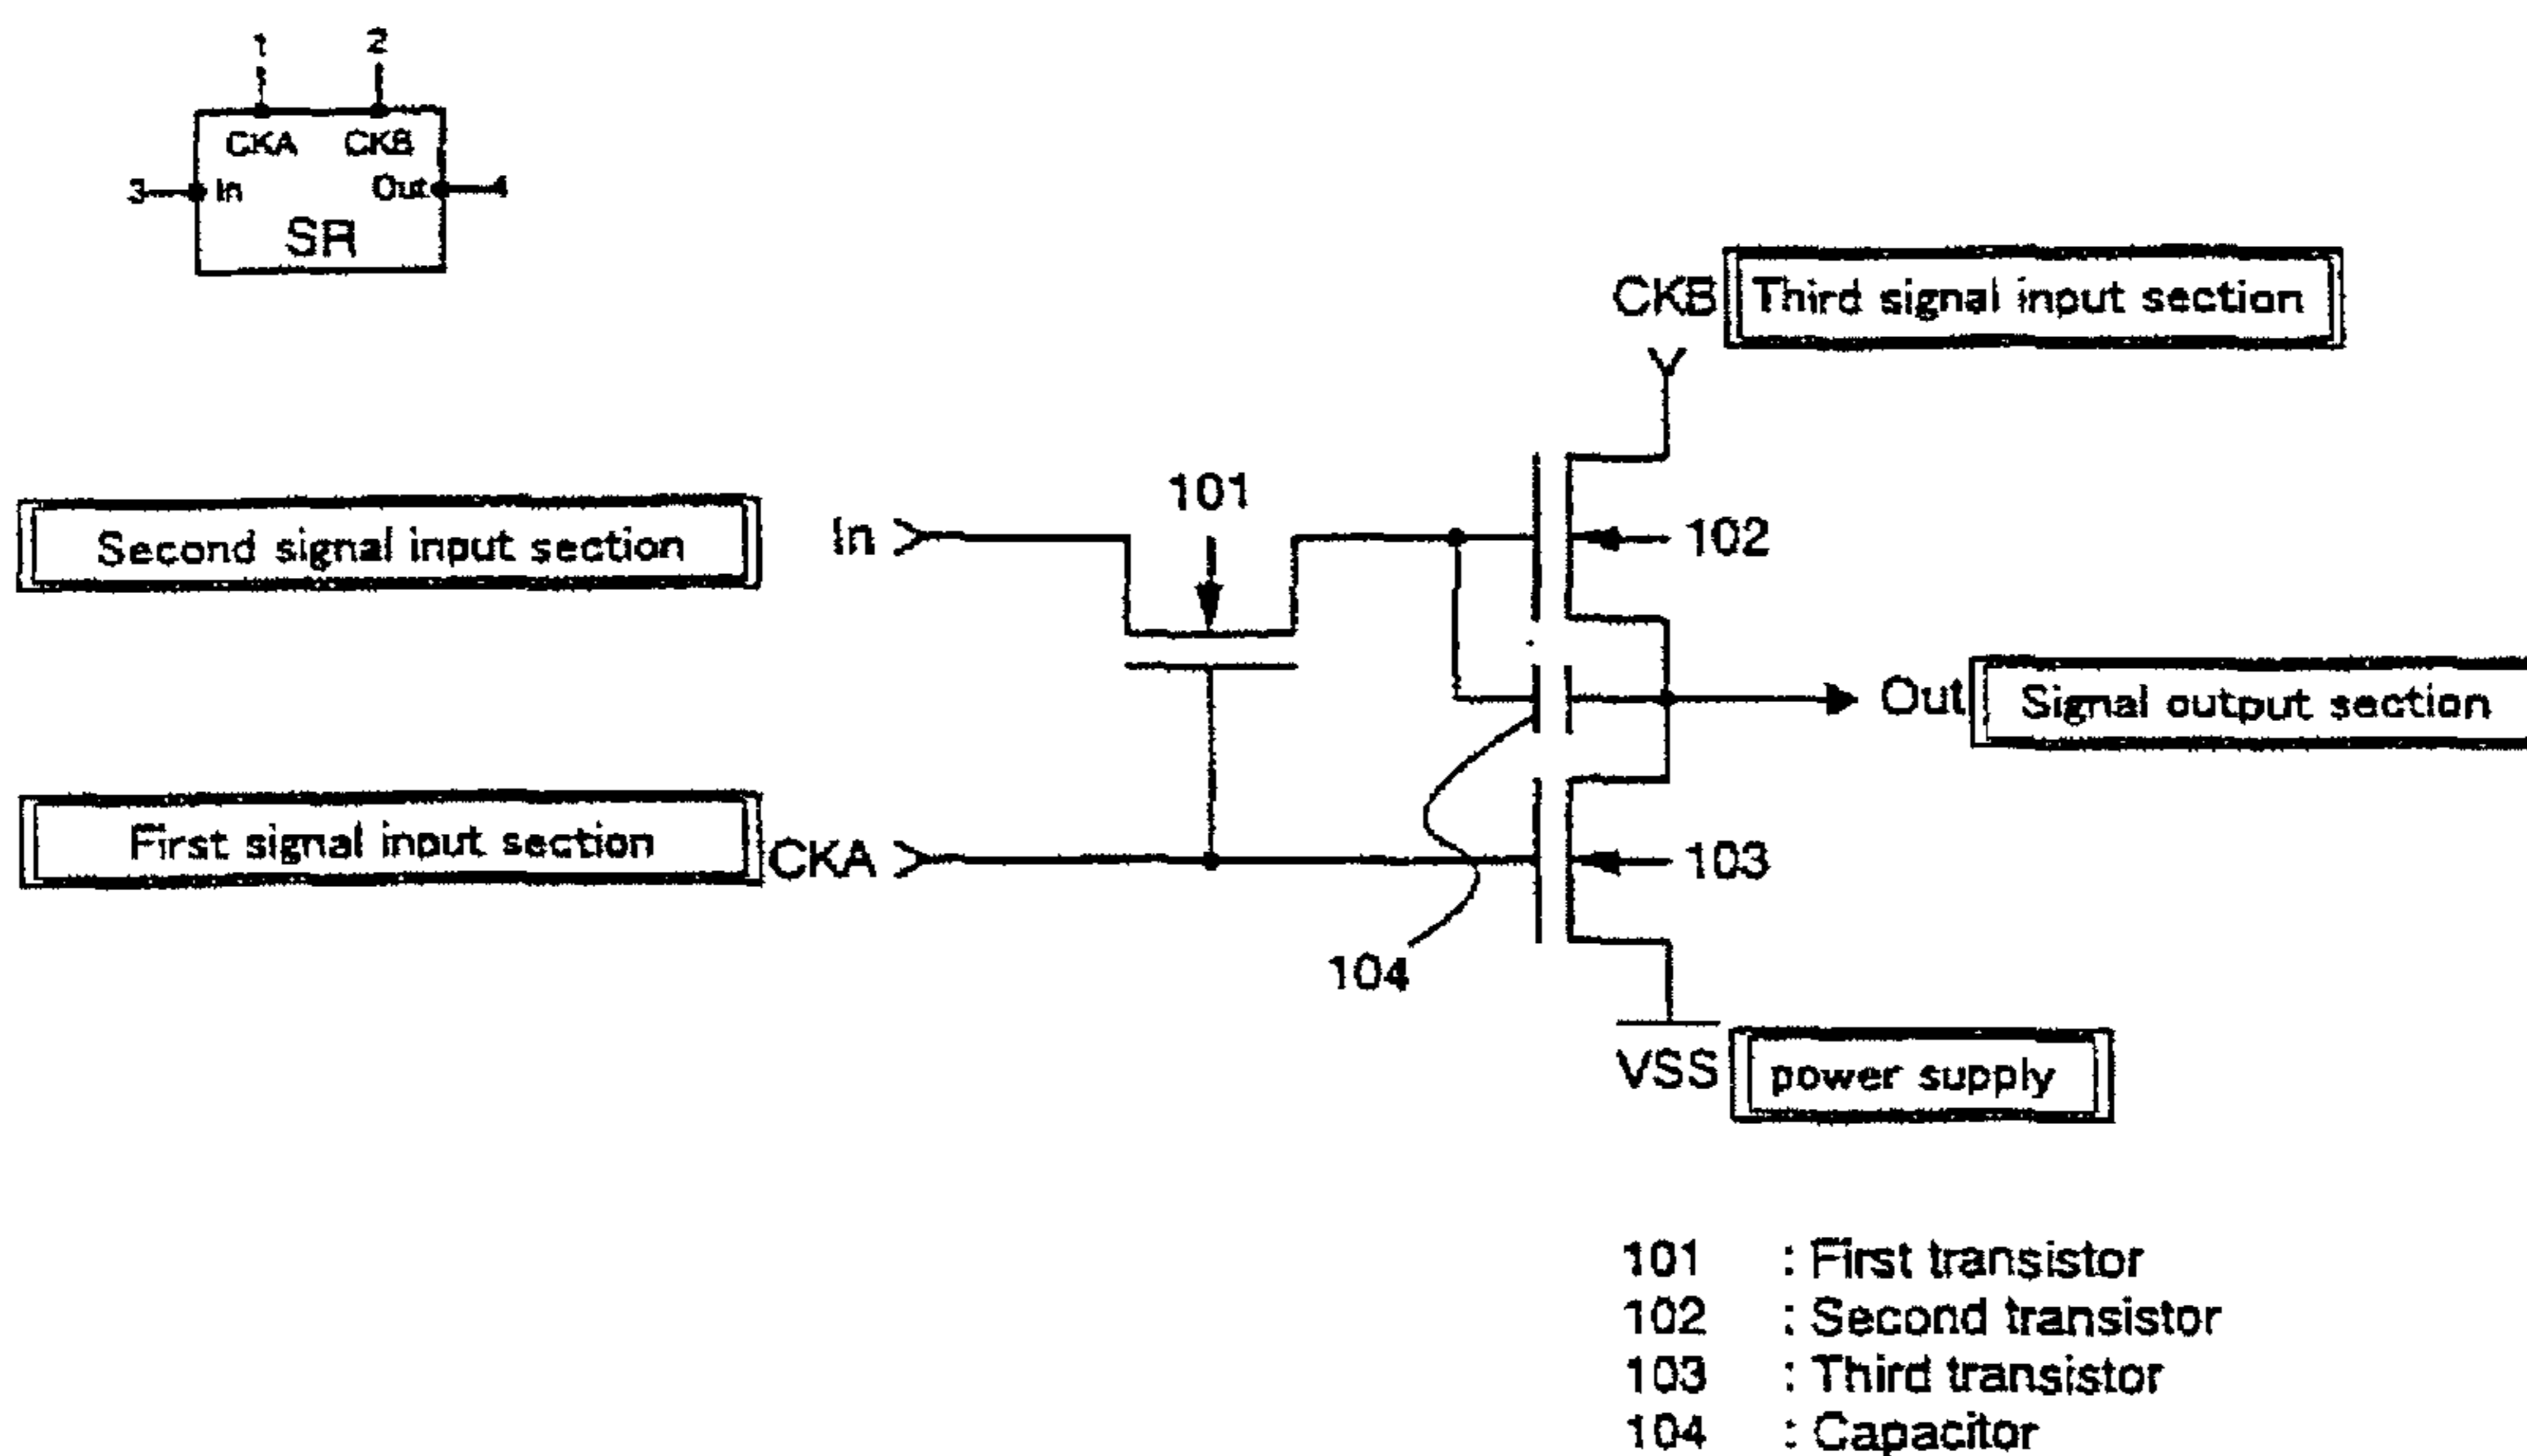 1 2
CKA CKB
3 In Out 4
SR
CKB Third signal input section
101
Second signal input section In 102
Out Signal output section
First signal input section CKA 103
104
VSS power supply
101 : First transistor
102 : Second transistor
103 : Third transistor
104 : Capacitor